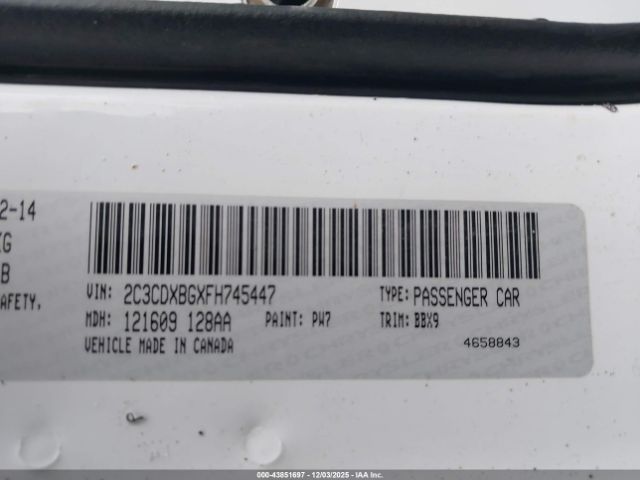 2-14
KG
B
AFETY.
VIN: 2C3CDXBGXFH745447 TYPE: PASSENGER CAR
MDH: 121609 128AA PAINT: PW7 TRIM: BBX9
VEHICLE MADE IN CANADA 4658843
000-43851697 - 12/03/2025 - IAA Inc.